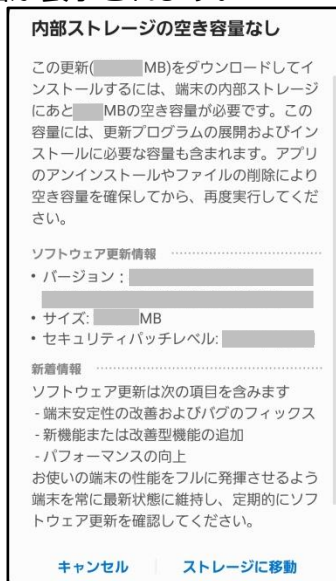 内部ストレージの空き容量なし
この更新( MB)をダウンロードしてイ
ンストールするには、端末の内部ストレージ
にあと MBの空き容量が必要です。この
容量には、更新プログラムの展開およびイン
ストールに必要な容量も含まれます。アプリ
のアンインストールやファイルの削除により
空き容量を確保してから、再度実行してくだ
さい。
ソフトウェア更新情報
• バージョン :
• サイズ: MB
• セキュリティパッチレベル:
新着情報
ソフトウェア更新は次の項目を含みます
- 端末安定性の改善およびバグのフィックス
- 新機能または改善型機能の追加
- パフォーマンスの向上
お使いの端末の性能をフルに発揮させるよう
端末を常に最新状態に維持し、定期的にソフ
トウェア更新を確認してください。
キャンセル ストレージに移動